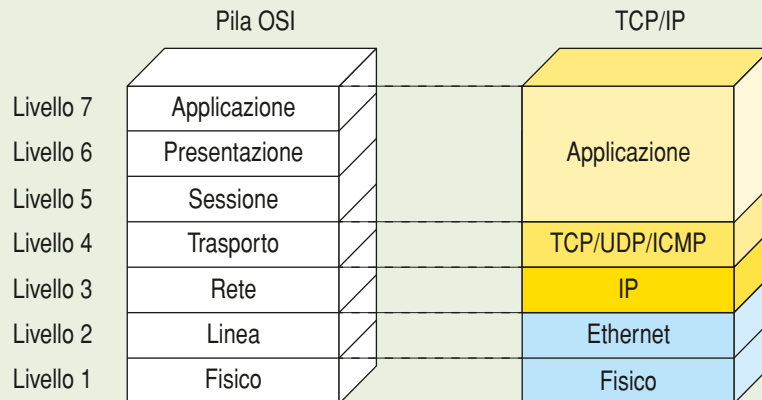 Pila OSI TCP/IP
Livello 7 Applicazione
Livello 6 Presentazione Applicazione
Livello 5 Sessione
Livello 4 Trasporto TCP/UDP/ICMP
Livello 3 Rete IP
Livello 2 Linea Ethernet
Livello 1 Fisico Fisico